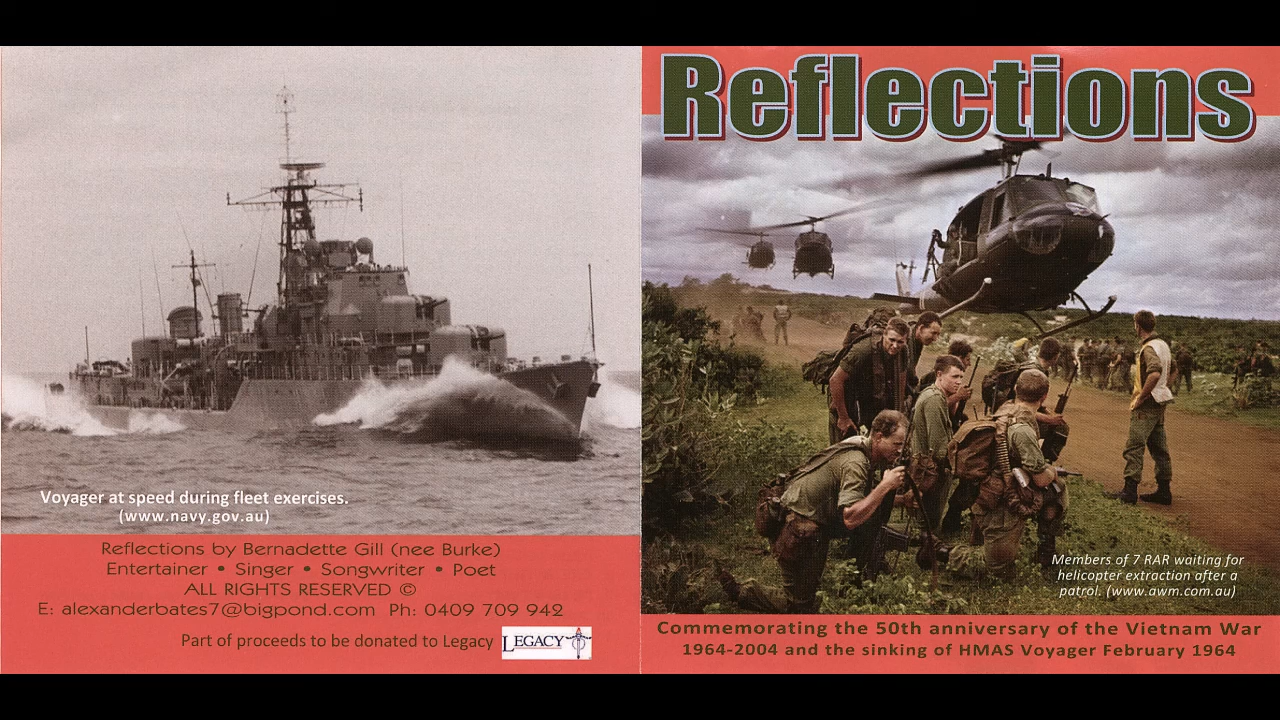 Voyager at speed during fleet exercises.
(www.navy.gov.au)
Reflections by Bernadette Gill (nee Burke)
Entertainer • Singer • Songwriter • Poet
ALL RIGHTS RESERVED ©
E: alexanderbates7@bigpond.com Ph: 0409 709 942
Part of proceeds to be donated to Legacy
LEGACY
Reflections
Members of 7 RAR waiting for
helicopter extraction after a
patrol. (www.awm.com.au)
Commemorating the 50th anniversary of the Vietnam War
1964-2004 and the sinking of HMAS Voyager February 1964